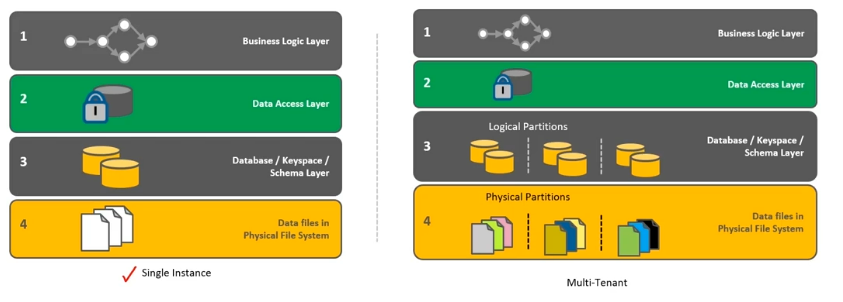 1
Business Logic Layer
2
Data Access Layer
3
Database / Keyspace /
Schema Layer
4
Data files in
Physical File System
Single Instance
1
Business Logic Layer
2
Data Access Layer
Logical Partitions
3
Database / Keyspace /
Schema Layer
Physical Partitions
4
Data files in
Physical File System
Multi-Tenant